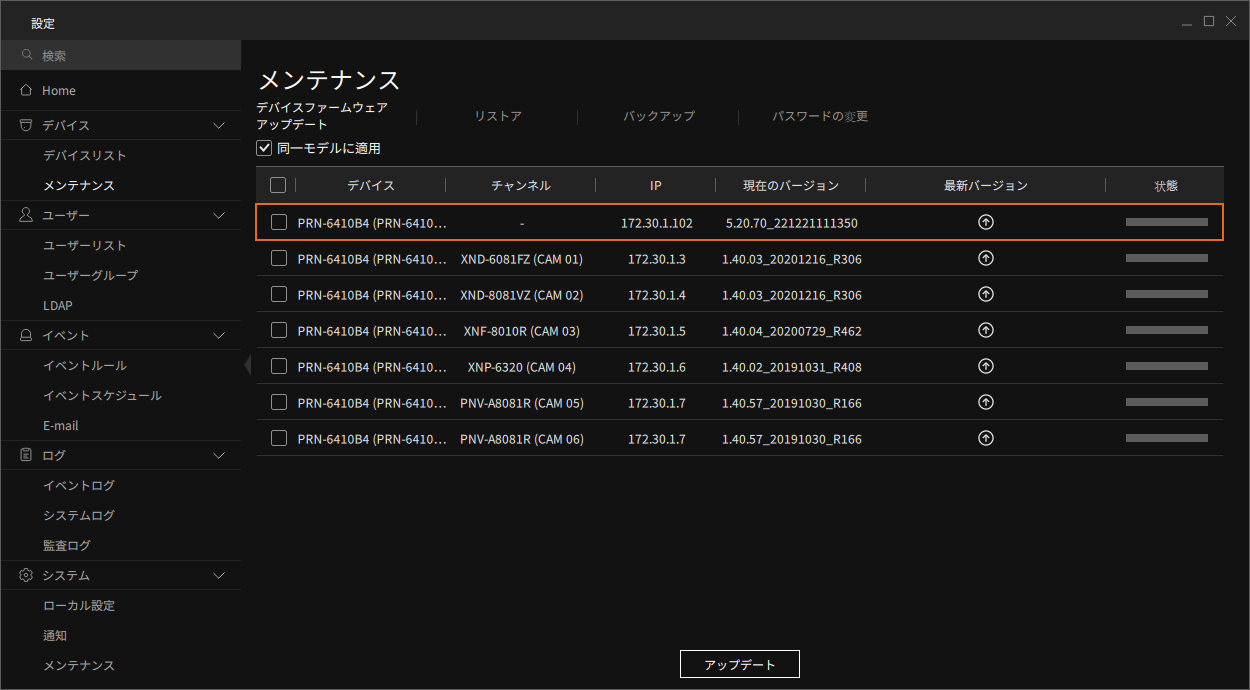 設定
検索
Home
デバイス
デバイスリスト
メンテナンス
ユーザー
ユーザーリスト
ユーザーグループ
LDAP
イベント
イベントルール
イベントスケジュール
E-mail
ログ
イベントログ
システムログ
監査ログ
システム
ローカル設定
通知
メンテナンス
メンテナンス
デバイスファームウェア
アップデート
リストア
バックアップ
パスワードの変更
同一モデルに適用
デバイス チャンネル IP 現在のバージョン 最新バージョン 状態
PRN-6410B4 (PRN-6410... - 172.30.1.102 5.20.70_221221111350
PRN-6410B4 (PRN-6410... XND-6081FZ (CAM 01) 172.30.1.3 1.40.03_20201216_R306
PRN-6410B4 (PRN-6410... XND-8081VZ (CAM 02) 172.30.1.4 1.40.03_20201216_R306
PRN-6410B4 (PRN-6410... XNF-8010R (CAM 03) 172.30.1.5 1.40.04_20200729_R462
PRN-6410B4 (PRN-6410... XNP-6320 (CAM 04) 172.30.1.6 1.40.02_20191031_R408
PRN-6410B4 (PRN-6410... PNV-A8081R (CAM 05) 172.30.1.7 1.40.57_20191030_R166
PRN-6410B4 (PRN-6410... PNV-A8081R (CAM 06) 172.30.1.7 1.40.57_20191030_R166
アップデート